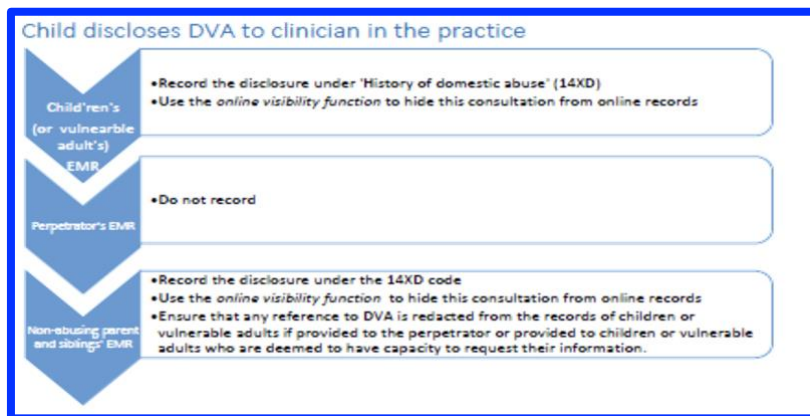 Child discloses DVA to clinician in the practice
Child'ren's
(or vulnearble
adult's)
EMR
•Record the disclosure under 'History of domestic abuse' (14XD)
•Use the online visibility function to hide this consultation from online records
Perpetrator's EMR
•Do not record
Non-abusing parent
and siblings' EMR
•Record the disclosure under the 14XD code
•Use the online visibility function to hide this consultation from online records
•Ensure that any reference to DVA is redacted from the records of children or
vulnerable adults if provided to the perpetrator or provided to children or vulnerable
adults who are deemed to have capacity to request their information.